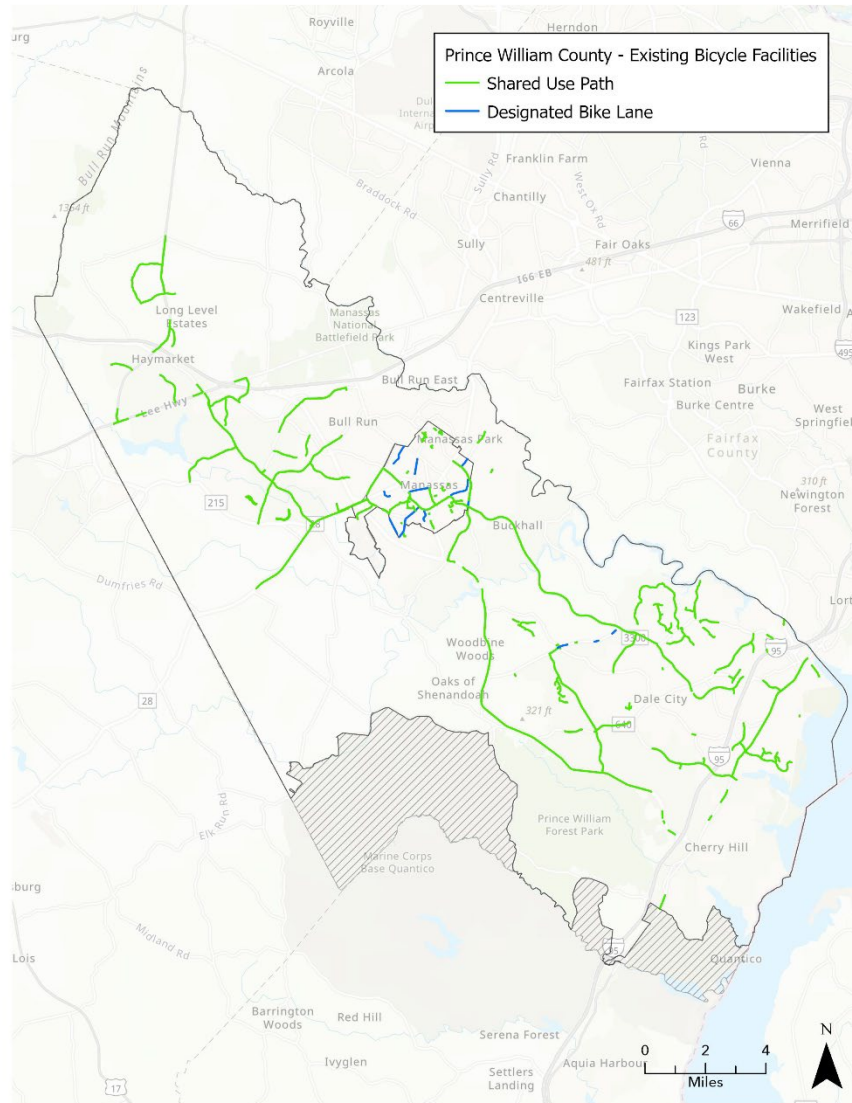 Prince William County - Existing Bicycle Facilities
Shared Use Path
Designated Bike Lane
Royville
Herndon
Arcola
Franklin Farm
Vienna
Chantilly
Merrifield
Bull Run Mountains
1364 ft
Braddock Rd
Sully Rd
West Ox Rd
66
Fair Oaks
Sully
481 ft
I66 EB
Centreville
Wakefield
123
Long Level
Estates
Manassas
National
Battlefield Park
Kings Park
West
495
Haymarket
Bull Run East
Fairfax Station
Burke
Burke Centre
West
Springfield
Lee Hwy
Bull Run
Manassas Park
Fairfax
County
310 ft
Manassas
Newington
Forest
215
28
Buckhall
Dumfries Rd
Woodbine
Woods
3300
95
Oaks of
Shenandoah
Dale City
28
321 ft
640
95
Elk Run Rd
Prince William
Forest Park
Cherry Hill
Marine Corps
Base Quantico
Midland Rd
Lois
95
Quantico
Barrington
Woods
Red Hill
Serena Forest
Ivyglen
Aquia Harbour
Settlers
Landing
17
0 2 4
Miles
N